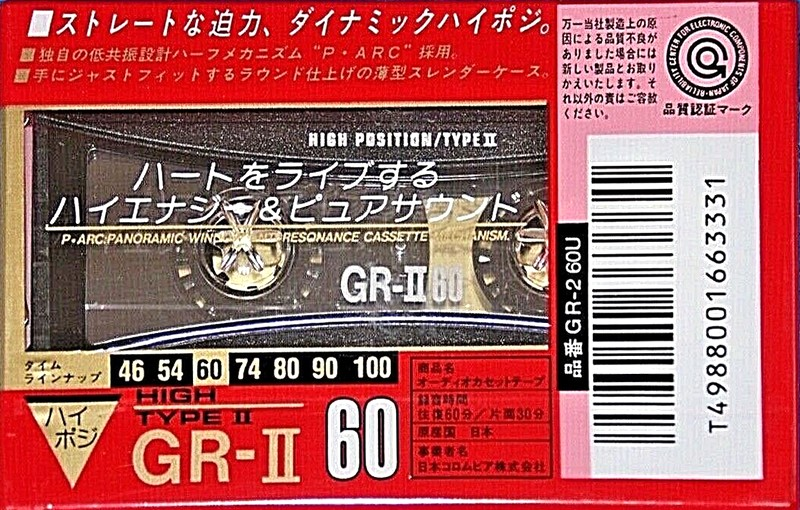 ■ストレートな迫力、ダイナミックハイポジ。
■独自の低共振設計ハーフメカニズム“P・ARC”採用。
■手にジャストフィットするラウンド仕上げの薄型スレンダーケース。
HIGH POSITION/TYPE II
ハートをライブする
ハイエナジー&ピュアサウンド
P・ARC:PANORAMIC RESONANCE CASSETTE
GR-II 60
タイム
ラインナップ
46 54 60 74 80 90 100
ハイ
ポジ
HIGH
TYPE II
GR-II 60
商品名
オーディオカセットテープ
録音時間
往復60分/片面30分
原産国 日本
事業者名
日本コロムビア株式会社
万一当社製造上の原
因による品質不良が
ありました場合には
新しい製品とお取り
かえいたします。そ
れ以外の責はご容赦
ください。
RELIABILITY CENTER FOR ELECTRONIC COMPONENTS OF JAPAN
品質認証マーク
品番 GR-2 60U
T4988001663331